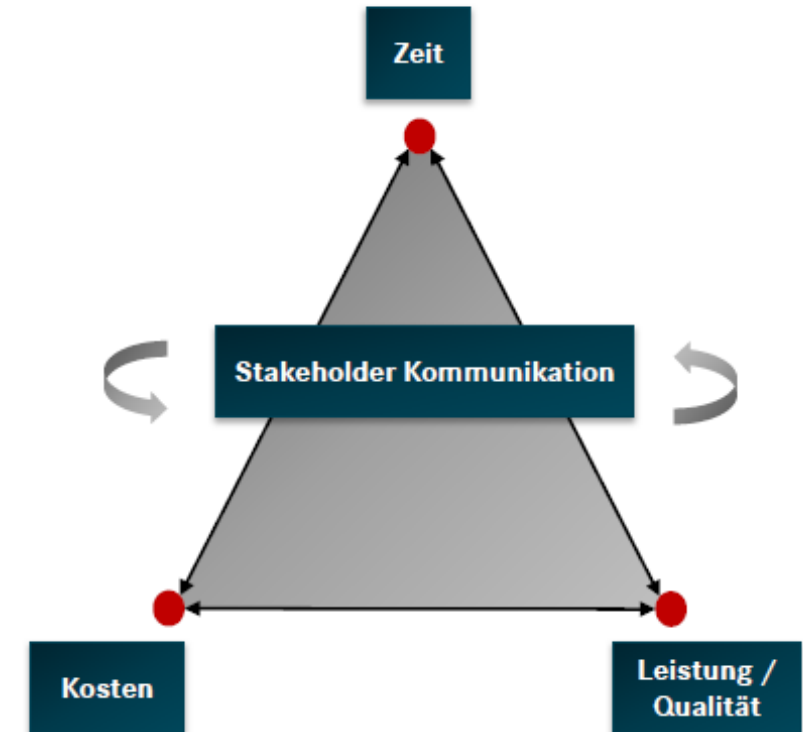 Zeit
Stakeholder Kommunikation
Kosten
Leistung /
Qualität